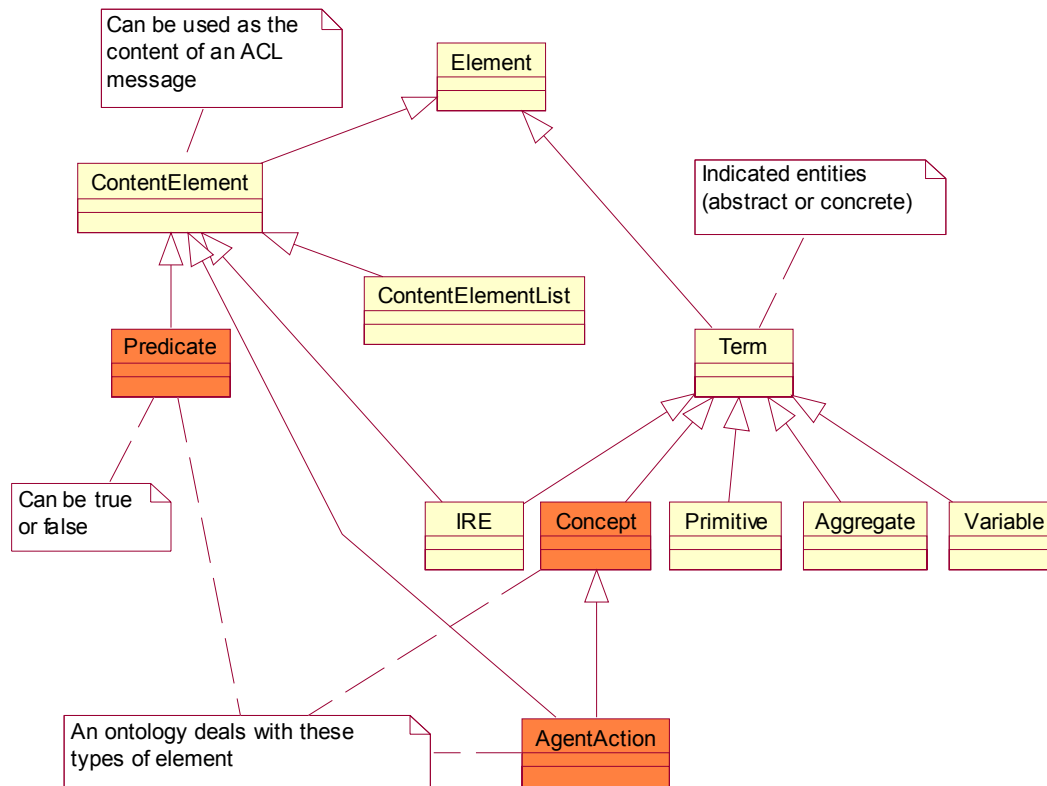 Can be used as the
content of an ACL
message
Element
ContentElement
Indicated entities
(abstract or concrete)
ContentElementList
Predicate
Term
Can be true
or false
IRE
Concept
Primitive
Aggregate
Variable
An ontology deals with these
types of element
AgentAction